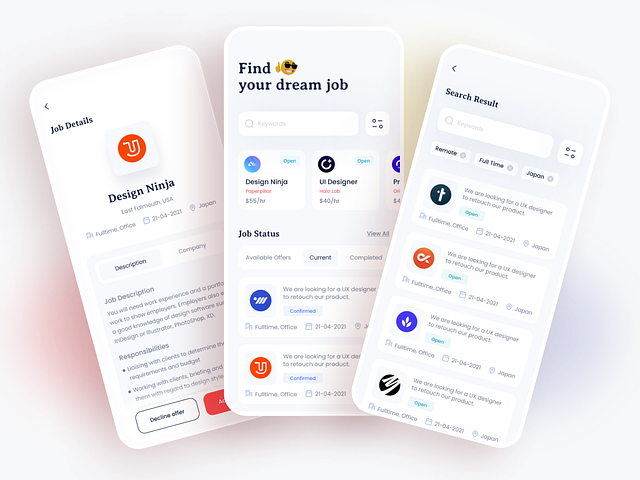 Job Details
Design Ninja
East Falmouth, USA
Fulltime, Office
21-04-2021
Japan
Description
Company
Job Description
You will need work experience and a
work to show employers. Employers also
a good knowledge of design software
InDesign or Illustrator, Photoshop, XD.
Responsibilities
Liaising with clients to determine
requirements and budget
Working with clients, briefing and
them with regard to design
Decline offer
Find
your dream job
Keywords
Design Ninja
Open
Paperpillar
$55/hr
UI Designer
Open
Halo Lab
$40/hr
Job Status
View All
Available Offers
Current
Completed
We are looking for a UX designer
to retouch our product.
Confirmed
Fulltime, Office
21-04-2021
We are looking for a UX designer
to retouch our product.
Confirmed
Fulltime, Office
21-04-2021
Search Result
Keywords
Remote
Full Time
Japan
We are looking for a UX designer
to retouch our product.
Open
Fulltime, Office
21-04-2021
Japan
We are looking for a UX designer
to retouch our product.
Open
Fulltime, Office
21-04-2021
Japan
We are looking for a UX designer
to retouch our product.
Open
Fulltime, Office
21-04-2021
Japan
We are looking for a UX designer
to retouch our product.
Open
Fulltime, Office
21-04-2021
Japan